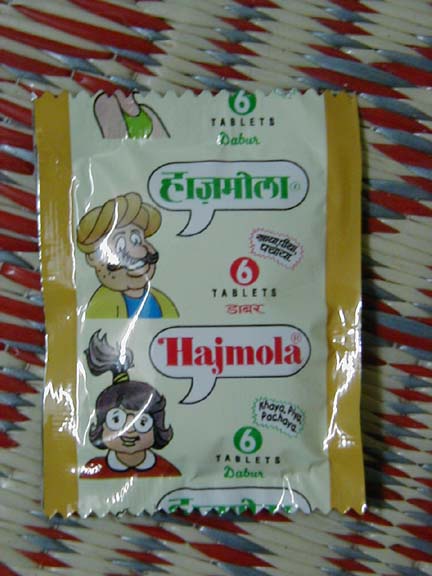 6
TABLETS
Dabur
हाज़मोला
खाया पीया
पचाया
6
TABLETS
डाबर
Hajmola®
Khaya, Piya,
Pachaya
6
TABLETS
Dabur